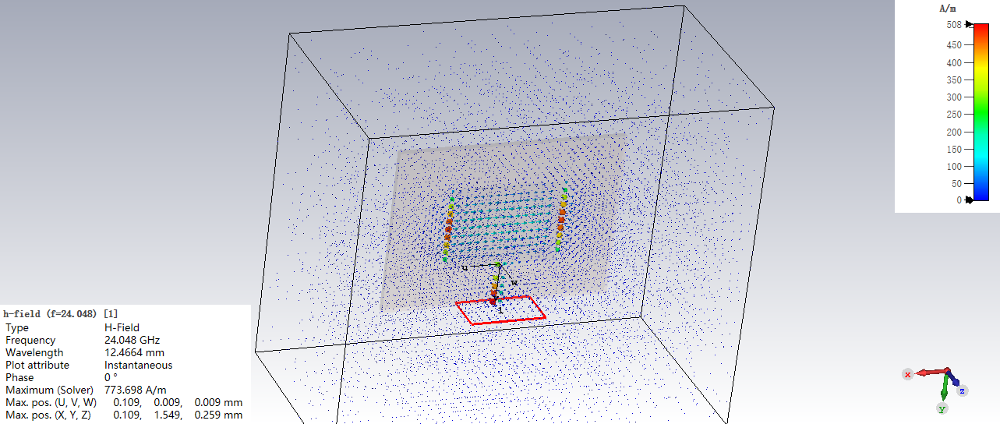 A/m
508
450
400
350
300
250
200
150
100
50
0
u
w
1
h-field (f=24.048) [1]
Type H-Field
Frequency 24.048 GHz
Wavelength 12.4664 mm
Plot attribute Instantaneous
Phase 0 °
Maximum (Solver) 773.698 A/m
Max. pos. (U, V, W) 0.109, 0.009, 0.009 mm
Max. pos. (X, Y, Z) 0.109, 1.549, 0.259 mm
x
z
y